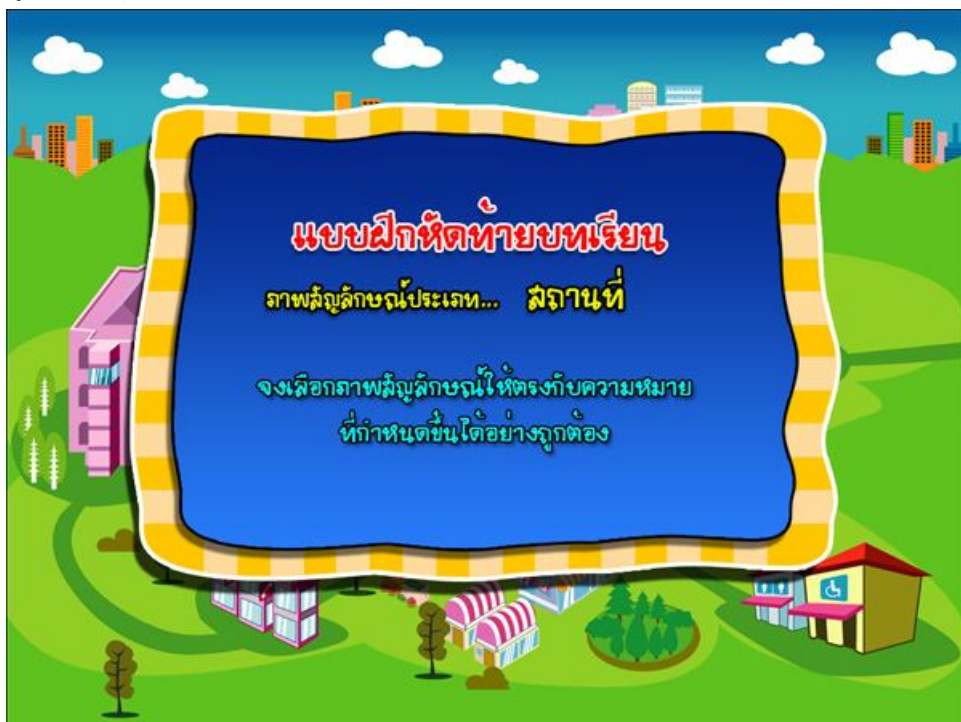 แบบฝึกหัดท้ายบทเรียน
ภาพสัญลักษณ์ประเภท... สถานที่
จงเลือกภาพสัญลักษณ์ให้ตรงกับความหมาย
ที่กำหนดขึ้นได้อย่างถูกต้อง